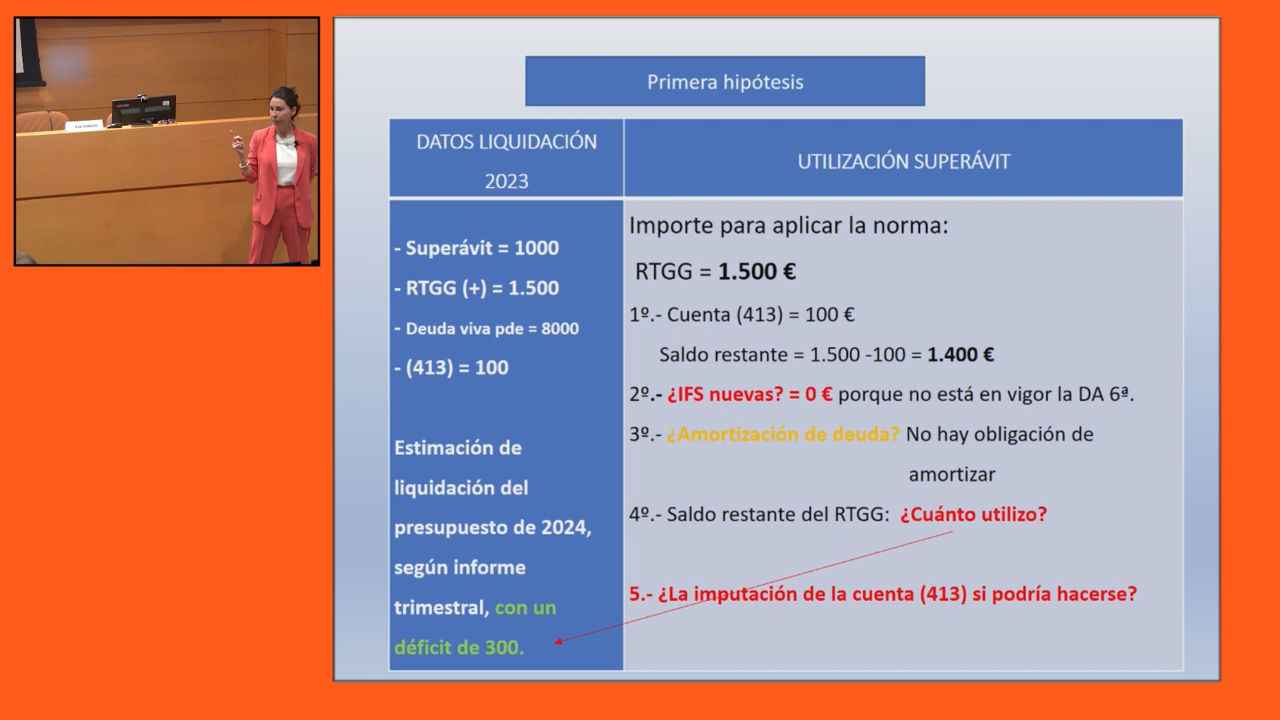 Primera hipótesis
DATOS LIQUIDACIÓN
2023
UTILIZACIÓN SUPERÁVIT
- Superávit = 1000
- RTGG (+) = 1.500
- Deuda viva pde = 8000
- (413) = 100
Estimación de
liquidación del
presupuesto de 2024,
según informe
trimestral, con un
déficit de 300.
Importe para aplicar la norma:
RTGG = 1.500 €
1º.- Cuenta (413) = 100 €
Saldo restante = 1.500 -100 = 1.400 €
2º.- ¿IFS nuevas? = 0 € porque no está en vigor la DA 6ª.
3º.- ¿Amortización de deuda? No hay obligación de
amortizar
4º.- Saldo restante del RTGG: ¿Cuánto utilizo?
5.- ¿La imputación de la cuenta (413) si podría hacerse?